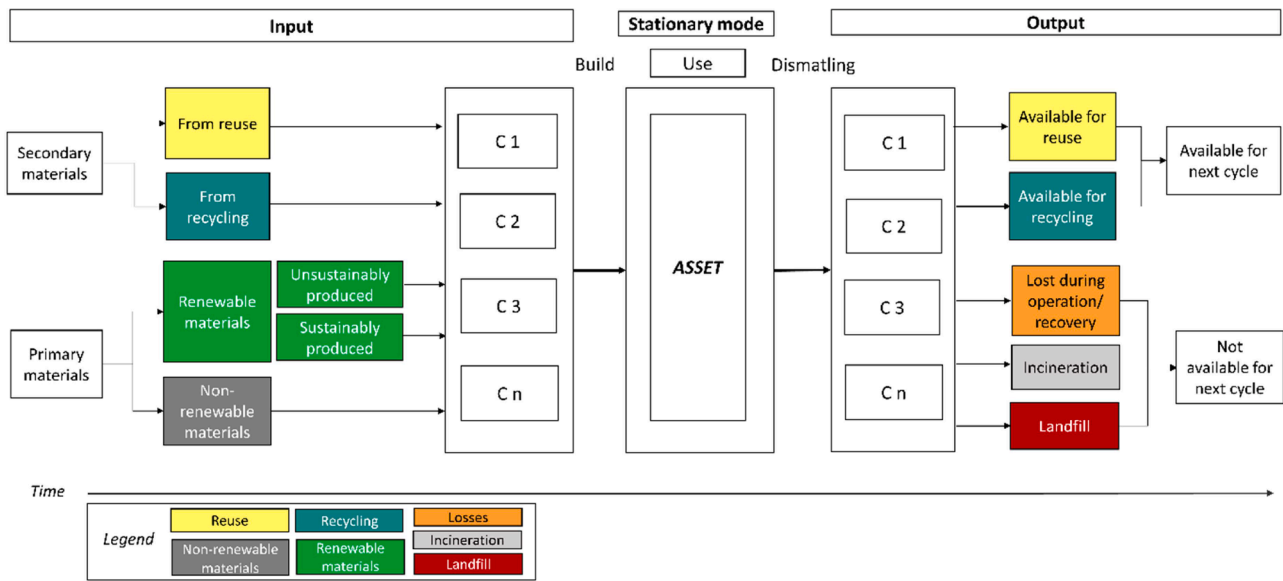 Input
Stationary mode
Output
Build
Use
Dismatling
Secondary
materials
From reuse
From
recycling
Primary
materials
Renewable
materials
Unsustainably
produced
Sustainably
produced
Non-
renewable
materials
C 1
C 2
C 3
C n
ASSET
C 1
C 2
C 3
C n
Available for
reuse
Available for
recycling
Lost during
operation/
recovery
Incineration
Landfill
Available for
next cycle
Not
available for
next cycle
Time
Legend
Reuse
Recycling
Losses
Non-renewable
materials
Renewable
materials
Incineration
Landfill